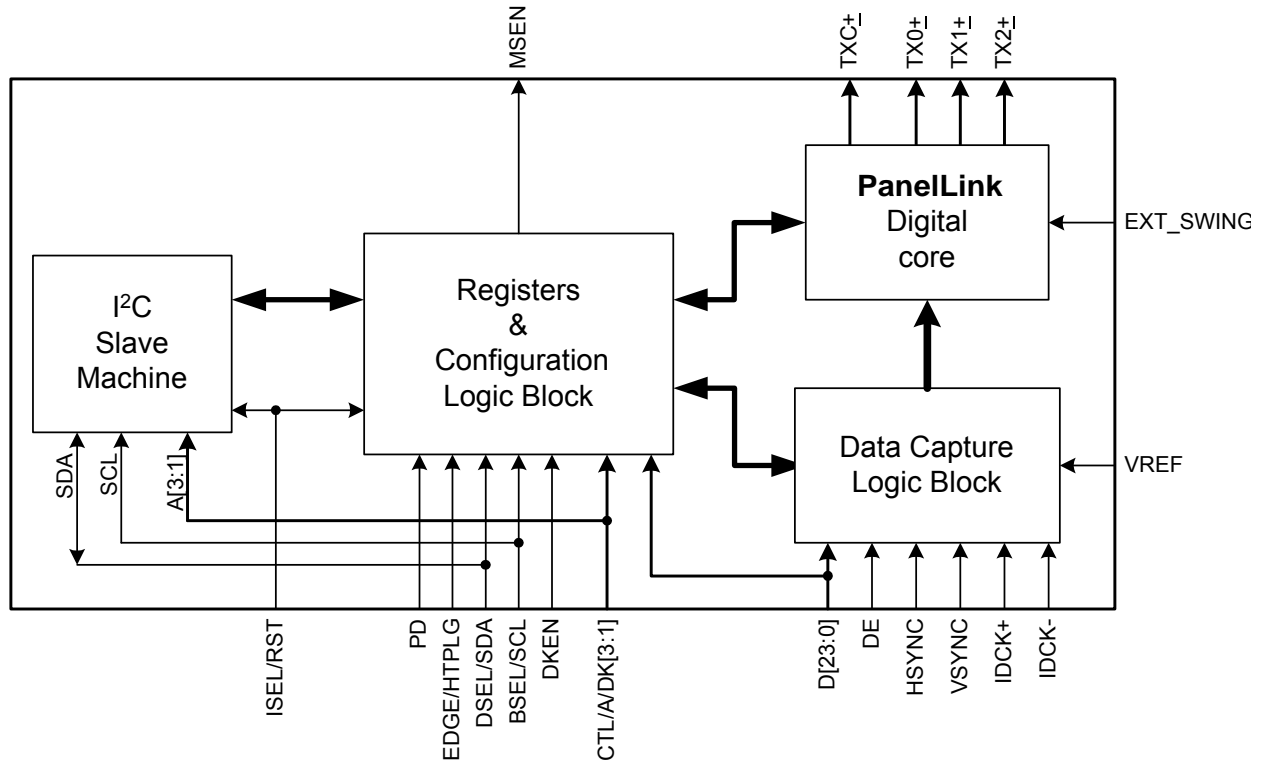 MSEN
TXC+
TX0+
TX1+
TX2+
PanelLink
Digital
core
EXT_SWING
I²C
Slave
Machine
Registers
&
Configuration
Logic Block
Data Capture
Logic Block
VREF
SDA
SCL
A[3:1]
ISEL/RST
PD
EDGE/HTPLG
DSEL/SDA
BSEL/SCL
DKEN
CTL/A/DK[3:1]
D[23:0]
DE
HSYNC
VSYNC
IDCK+
IDCK-